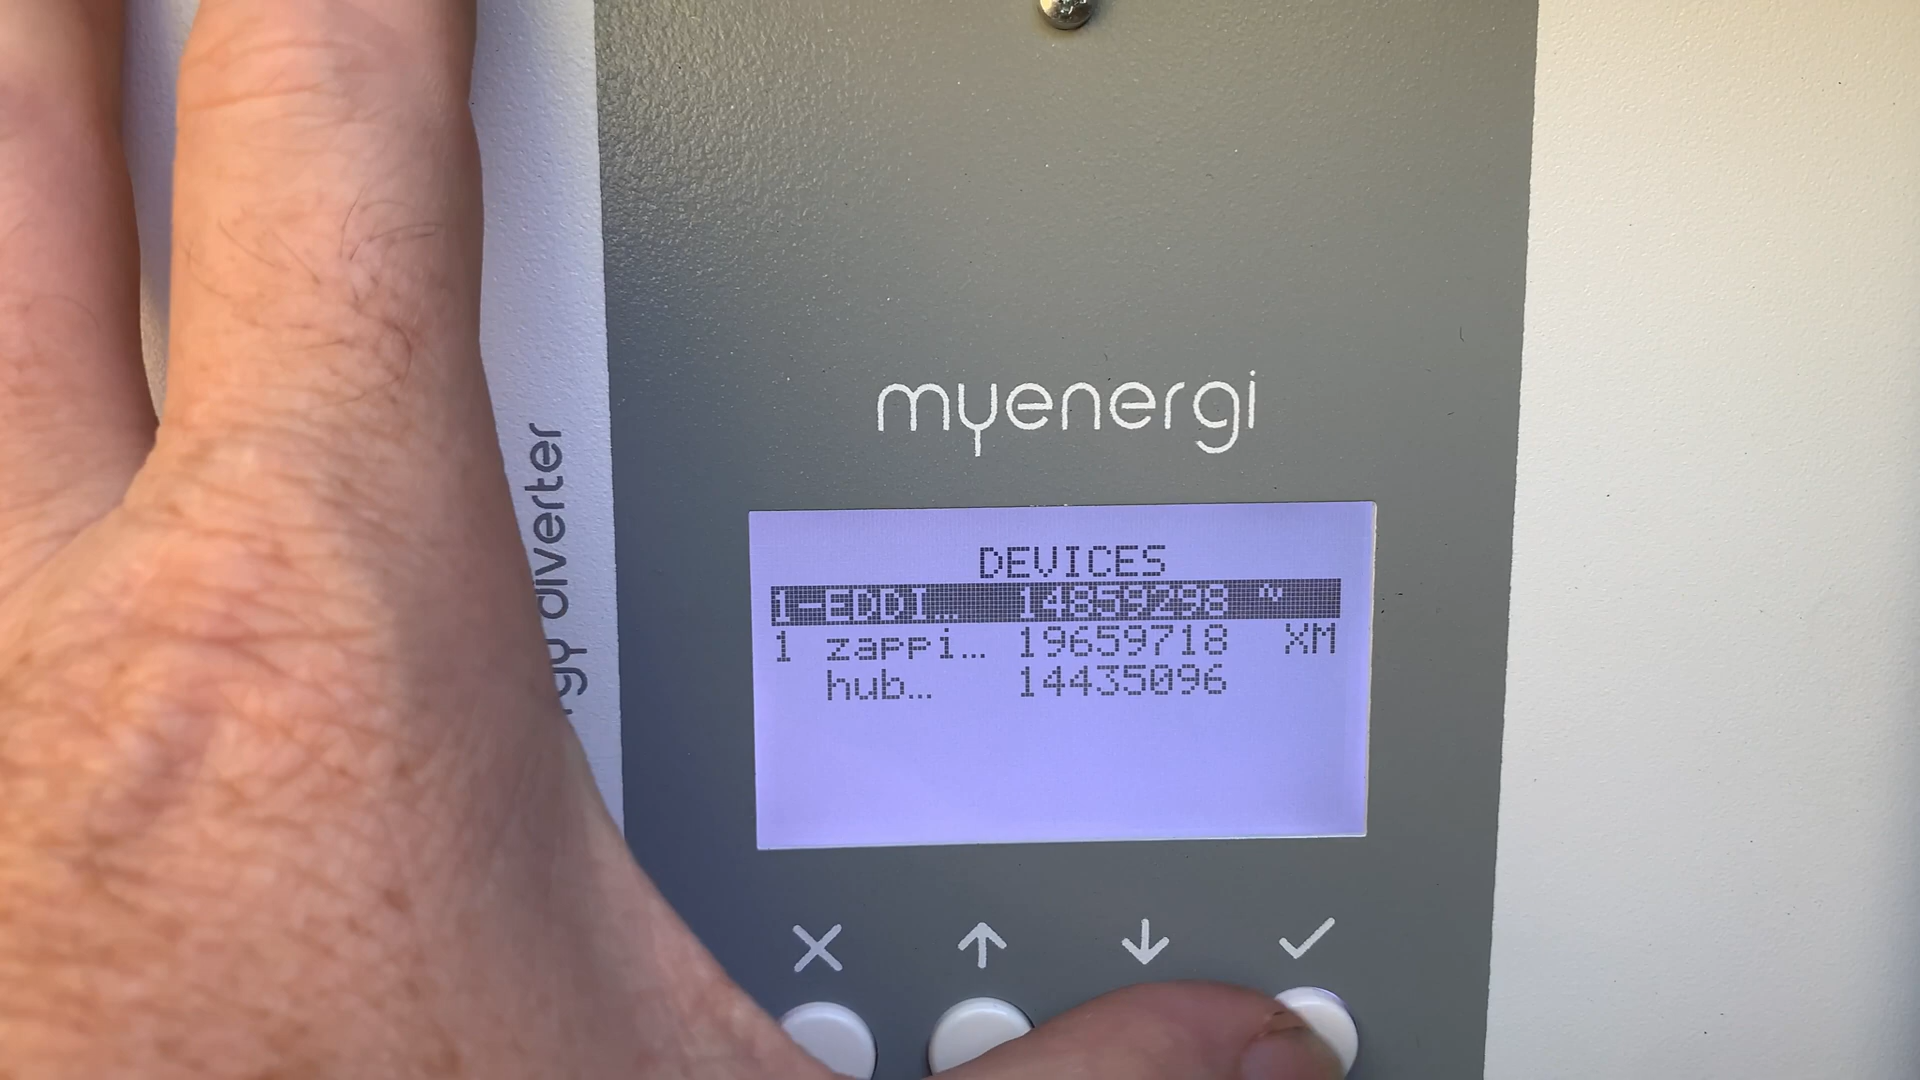 myenergi
diverter
DEVICES
1-EDDI… 14859298
1 zappi… 19659718 XM
hub… 14435096